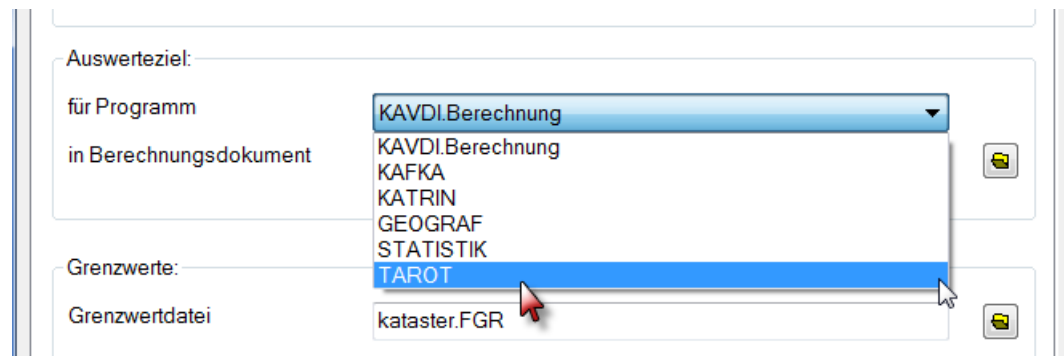 Auswerteziel:
für Programm
KAVDI.Berechnung
in Berechnungsdokument
KAVDI.Berechnung
KAFKA
KATRIN
GEOGRAF
STATISTIK
TAROT
Grenzwerte:
Grenzwertdatei
kataster.FGR